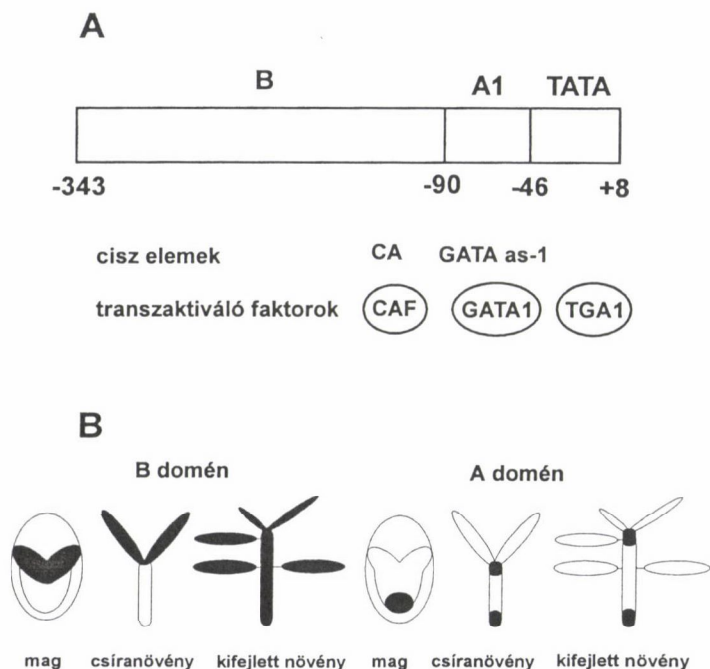 A
B A1 TATA
-343 -90 -46 +8
cisz elemek CA GATA as-1
transzaktiváló faktorok CAF GATA1 TGA1
B
B domén A domén
mag csíranövény kifejlett növény mag csíranövény kifejlett növény